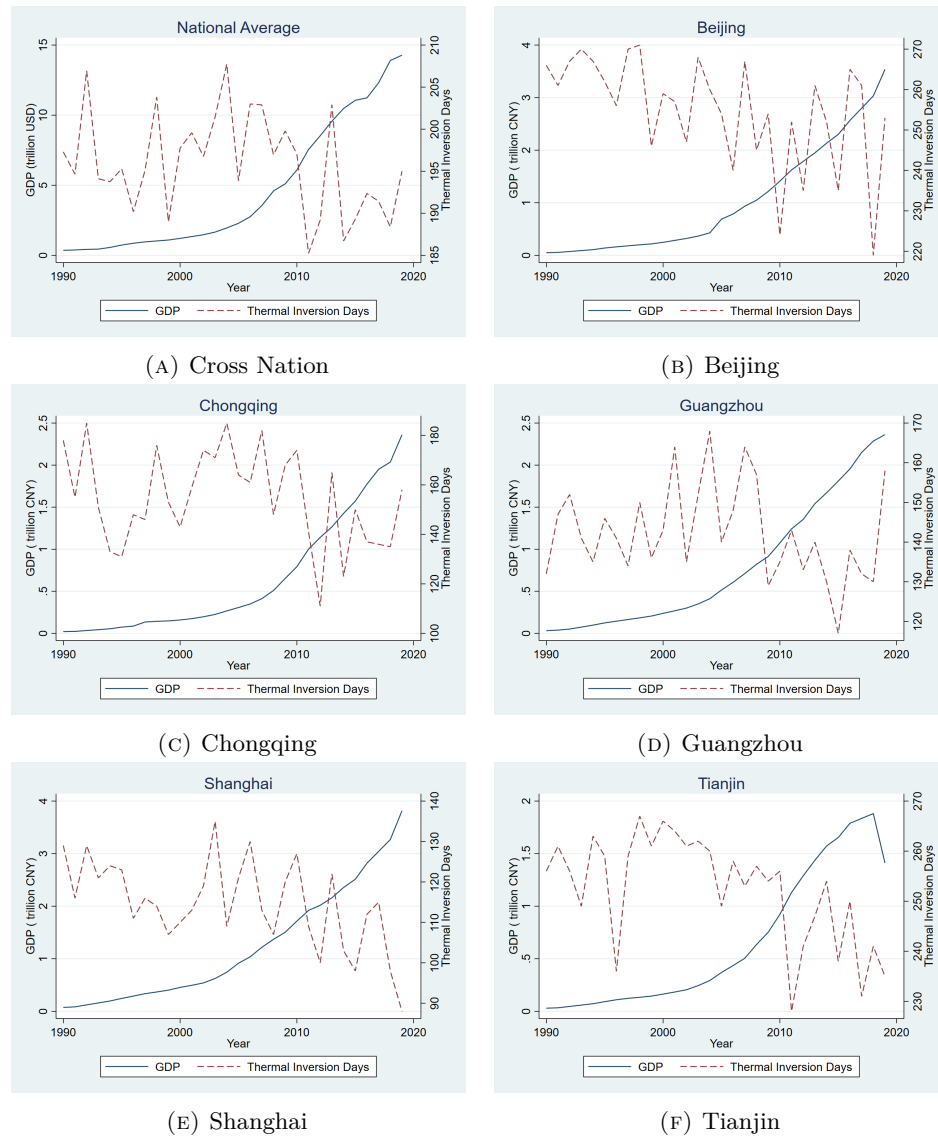 National Average
GDP (trillion USD)
0 5 10 15
185 190 195 200 205 210
Thermal Inversion Days
1990 2000 2010 2020
Year
GDP Thermal Inversion Days
(A) Cross Nation
Beijing
GDP ( trillion CNY)
0 1 2 3 4
220 230 240 250 260 270
Thermal Inversion Days
1990 2000 2010 2020
Year
GDP Thermal Inversion Days
(B) Beijing
Chongqing
GDP ( trillion CNY)
0 .5 1 1.5 2 2.5
100 120 140 160 180
Thermal Inversion Days
1990 2000 2010 2020
Year
GDP Thermal Inversion Days
(C) Chongqing
Guangzhou
GDP ( trillion CNY)
0 .5 1 1.5 2 2.5
120 130 140 150 160 170
Thermal Inversion Days
1990 2000 2010 2020
Year
GDP Thermal Inversion Days
(D) Guangzhou
Shanghai
GDP ( trillion CNY)
0 1 2 3 4
90 100 110 120 130 140
Thermal Inversion Days
1990 2000 2010 2020
Year
GDP Thermal Inversion Days
(E) Shanghai
Tianjin
GDP ( trillion CNY)
0 .5 1 1.5 2
230 240 250 260 270
Thermal Inversion Days
1990 2000 2010 2020
Year
GDP Thermal Inversion Days
(F) Tianjin